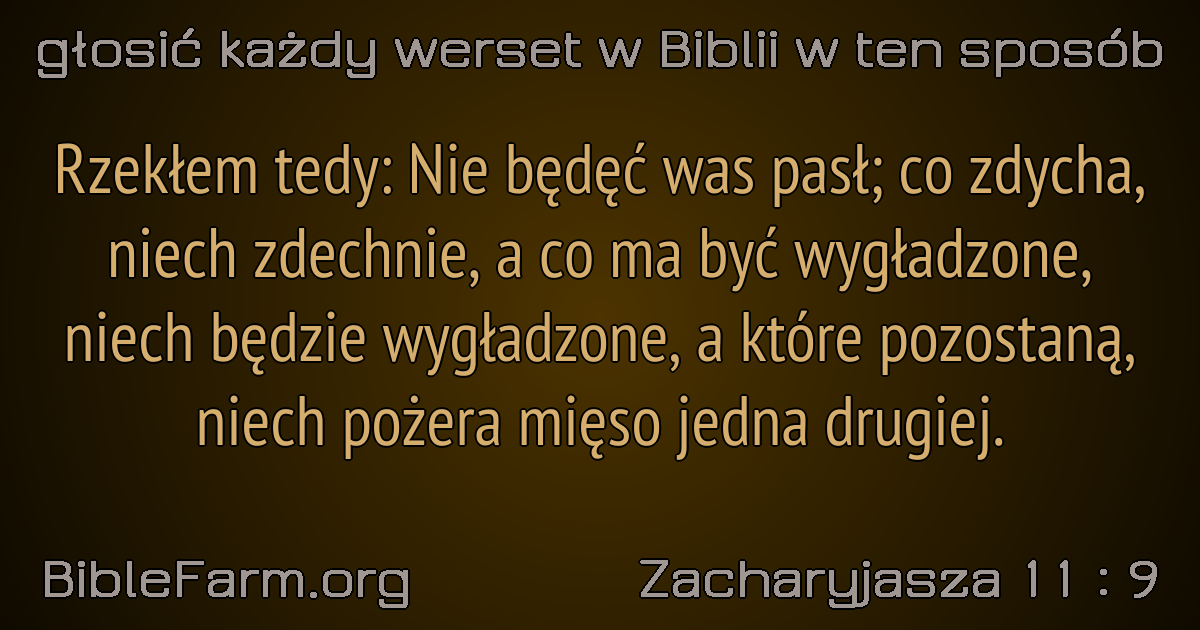 głosić każdy werset w Biblii w ten sposób
Rzekłem tedy: Nie będęć was pasł; co zdycha,
niech zdechnie, a co ma być wygładzone,
niech będzie wygładzone, a które pozostaną,
niech pożera mięso jedna drugiej.
BibleFarm.org
Zacharyjasza 11 : 9